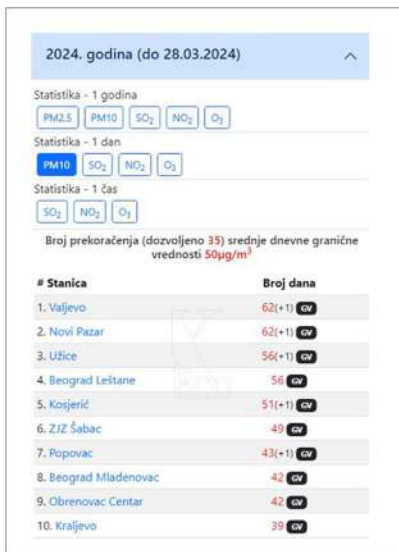 2024. godina (do 28.03.2024)
Statistika - 1 godina
PM2.5 PM10 SO₂ NO₂ O₃
Statistika - 1 dan
PM10 SO₂ NO₂ O₃
Statistika - 1 čas
SO₂ NO₂ O₃
Broj prekoračenja (dozvoljeno 35) srednje dnevne granične
vrednosti 50µg/m³
# Stanica Broj dana
1. Valjevo 62(+1) GV
2. Novi Pazar 62(+1) GV
3. Užice 56(+1) GV
4. Beograd Leštane 56 GV
5. Kosjerić 51(+1) GV
6. ZJZ Šabac 49 GV
7. Popovac 43(+1) GV
8. Beograd Mladenovac 42 GV
9. Obrenovac Centar 42 GV
10. Kraljevo 39 GV